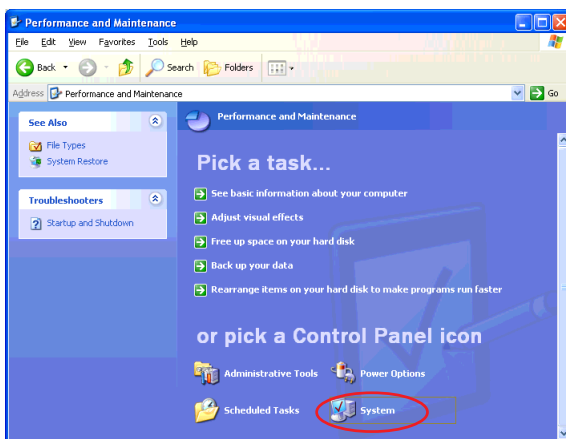 Performance and Maintenance
File Edit View Favorites Tools Help
Back Search Folders
Address Performance and Maintenance Go
See Also
File Types
System Restore
Troubleshooters
Startup and Shutdown
Performance and Maintenance
Pick a task...
See basic information about your computer
Adjust visual effects
Free up space on your hard disk
Back up your data
Rearrange items on your hard disk to make programs run faster
or pick a Control Panel icon
Administrative Tools Power Options
Scheduled Tasks System